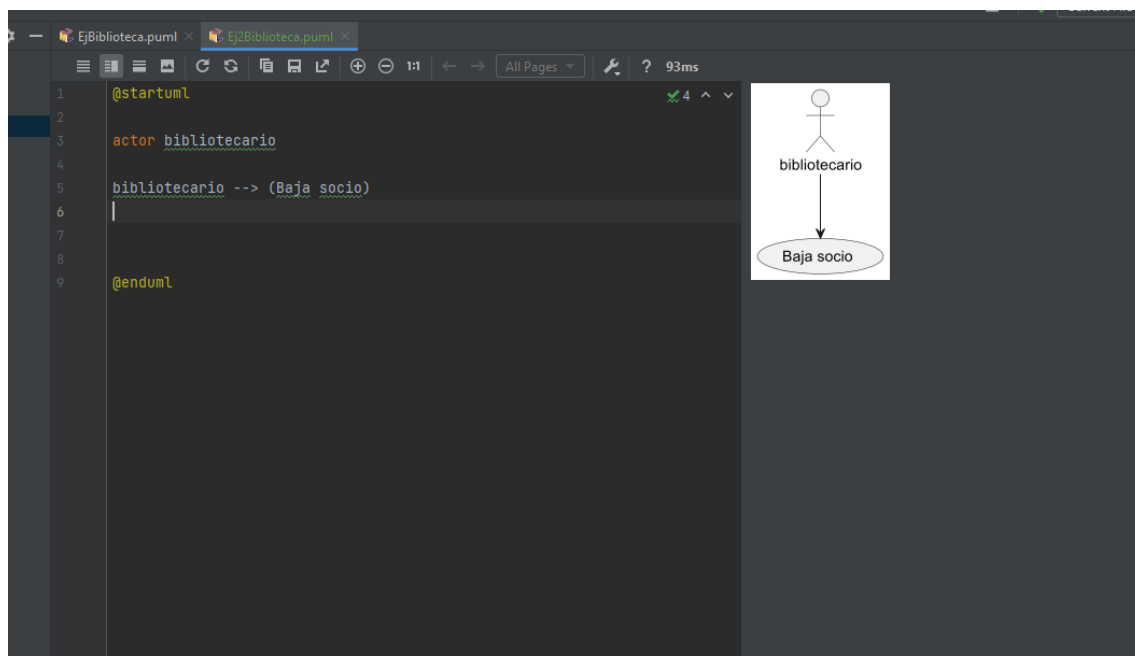 EjBiblioteca.puml Ej2Biblioteca.puml
1:1 All Pages ? 93ms
1 @startuml 4
2
3 actor bibliotecario
4
5 bibliotecario --> (Baja socio)
6
7
8
9 @enduml
bibliotecario
Baja socio